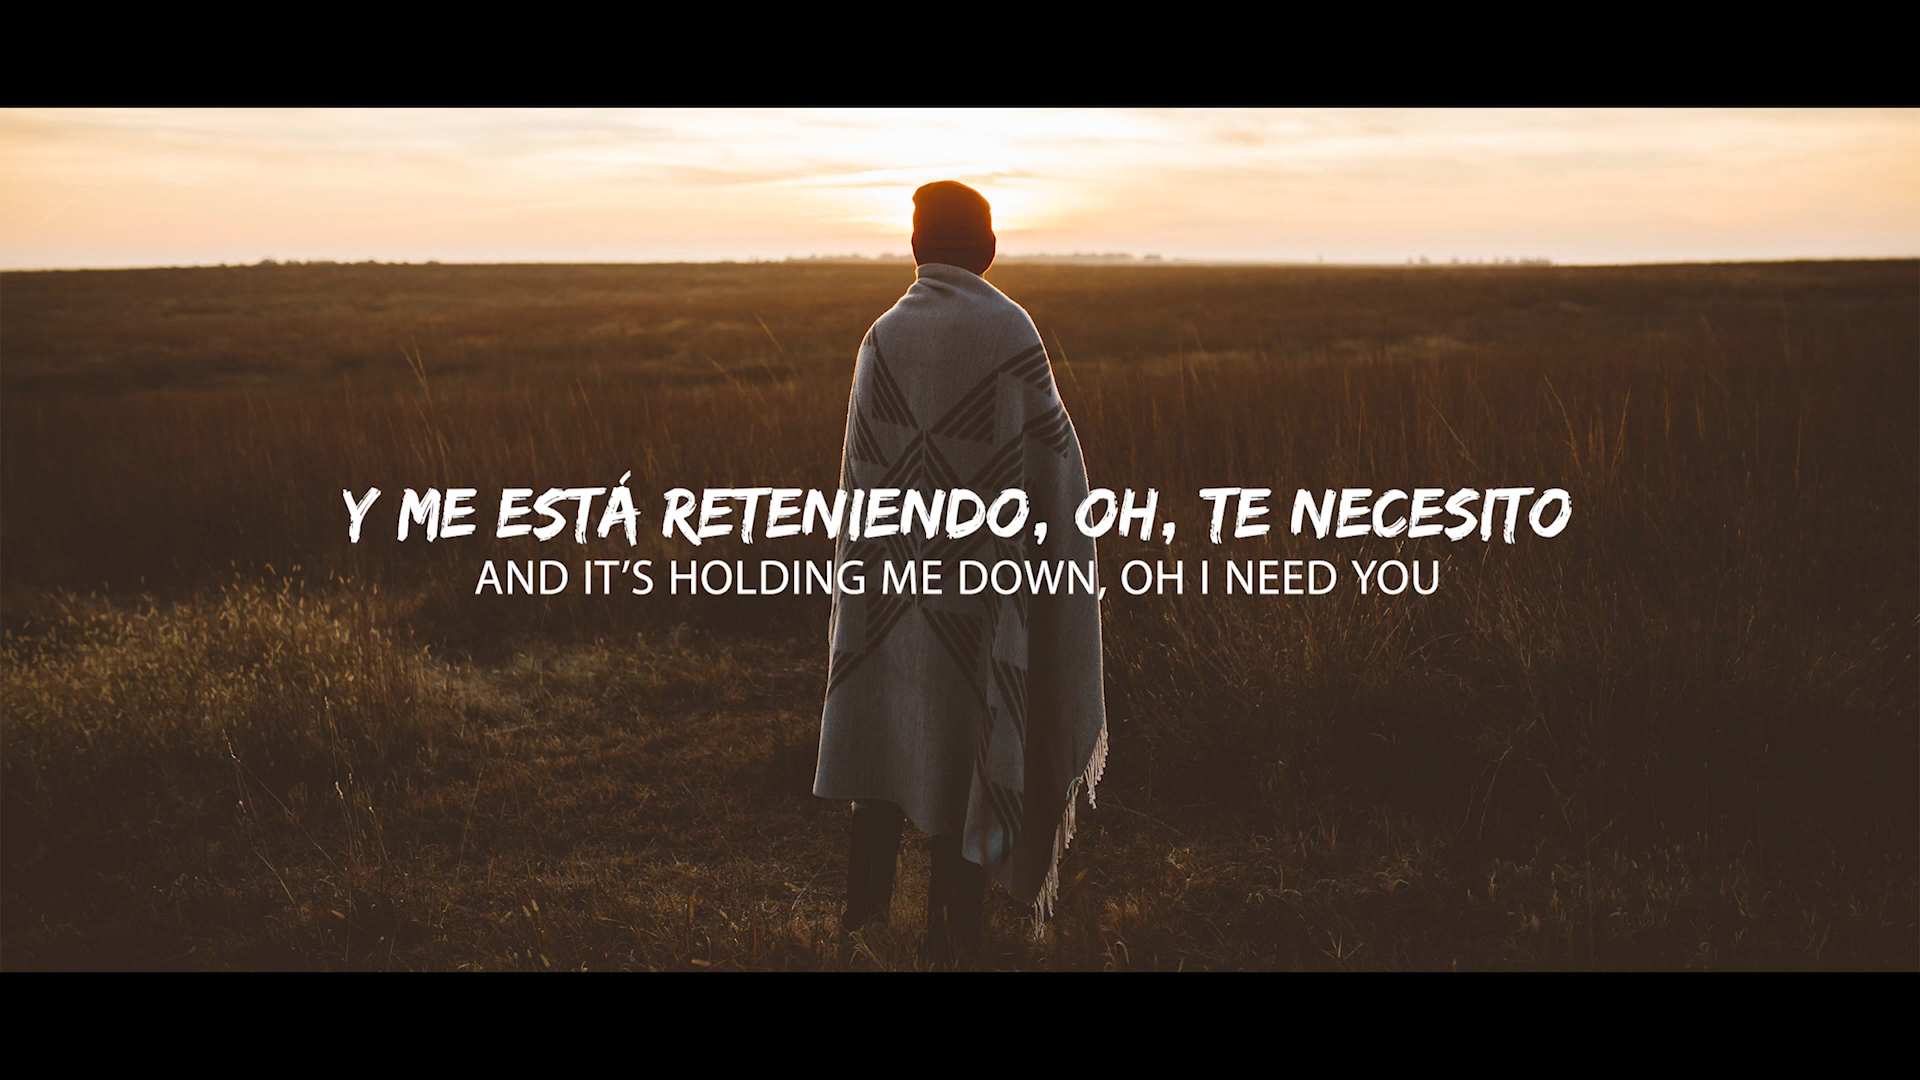 Y ME ESTÁ RETENIENDO, OH, TE NECESITO
AND IT’S HOLDING ME DOWN, OH I NEED YOU